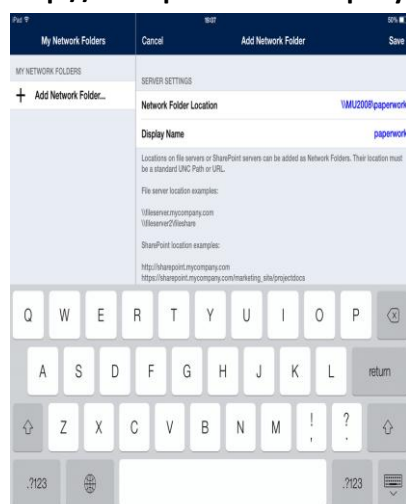 iPad 18:07 50%
My Network Folders Cancel Add Network Folder Save
MY NETWORK FOLDERS
+ Add Network Folder...
SERVER SETTINGS
Network Folder Location \\MU2008\paperwork
Display Name paperwork
Locations on file servers or SharePoint servers can be added as Network Folders. Their location must
be a standard UNC Path or URL.
File server location examples:
\\fileserver.mycompany.com
\\fileserver2\fileshare
SharePoint location examples:
http://sharepoint.mycompany.com
https://sharepoint.mycompany.com/marketing_site/projectdocs
Q W E R T Y U I O P
A S D F G H J K L return
Z X C V B N M ! , ? .
.?123 .?123